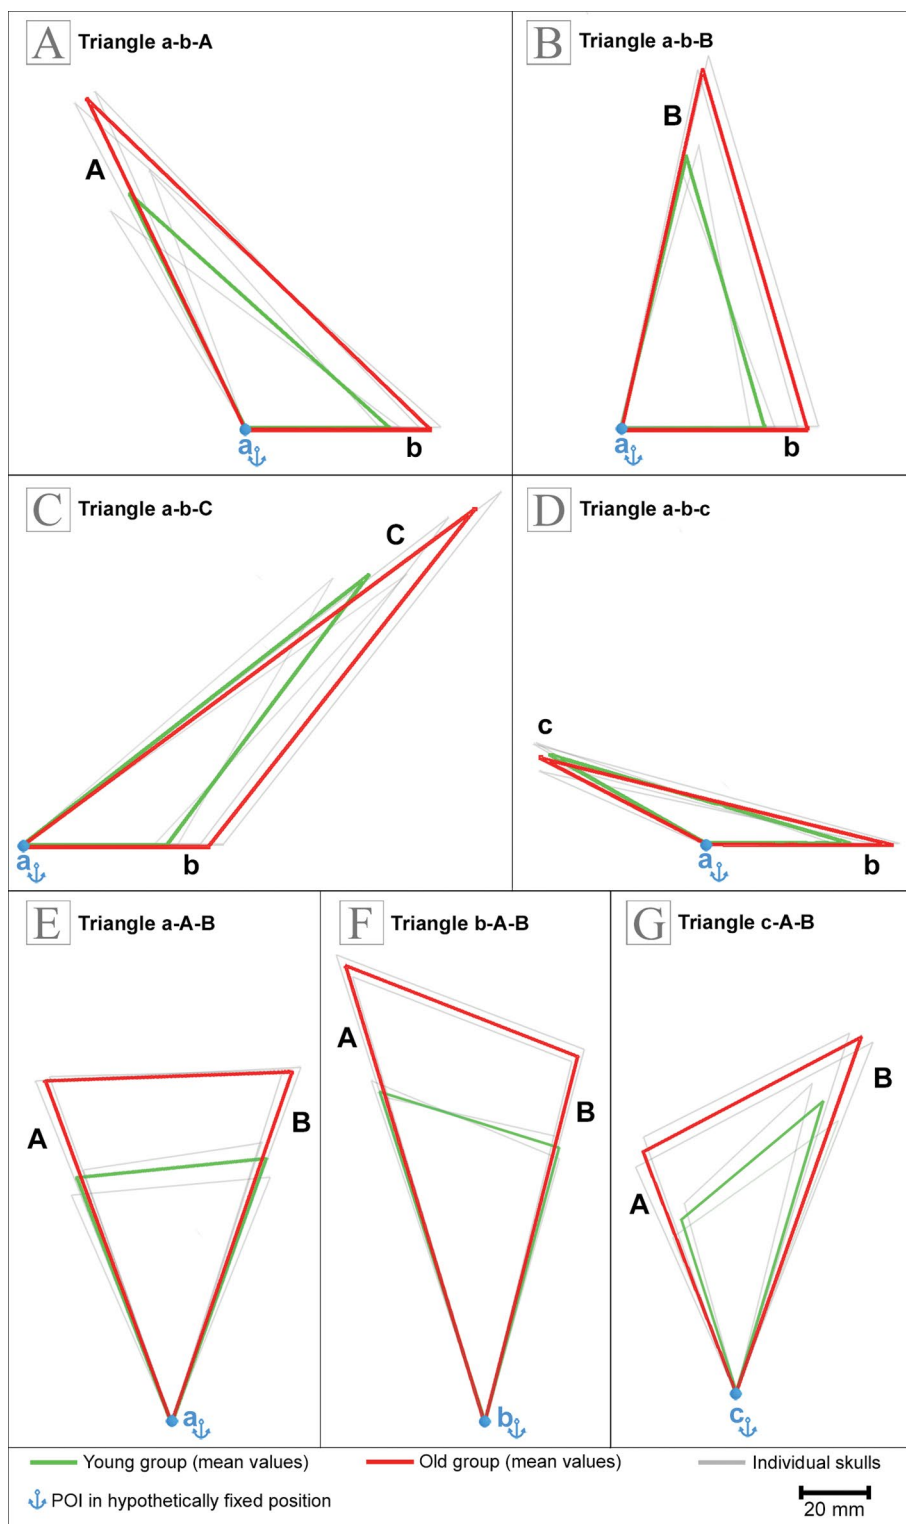 A Triangle a-b-A
A
a
b
B Triangle a-b-B
B
a
b
C Triangle a-b-C
C
a
b
D Triangle a-b-c
c
a
b
E Triangle a-A-B
A
B
a
F Triangle b-A-B
A
B
b
G Triangle c-A-B
A
B
c
Young group (mean values) Old group (mean values) Individual skulls
POI in hypothetically fixed position
20 mm